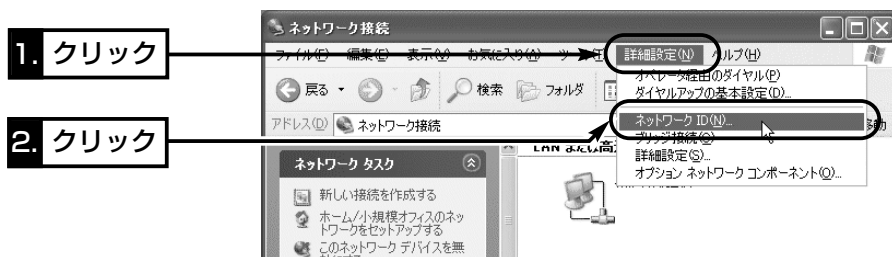 ネットワーク接続
1. クリック
ファイル(F) 編集(E) 表示(V) お気に入り(A) ツール(T) 詳細設定(N) ヘルプ(H)
オペレータ経由のダイヤル(P)
戻る 検索 フォルダ
ダイヤルアップの基本設定(D)...
アドレス(D) ネットワーク接続
ネットワーク ID(N)... 移動
2. クリック
ブリッジ接続(C)
LAN または高
ネットワーク タスク
詳細設定(S)...
オプション ネットワーク コンポーネント(O)...
新しい接続を作成する
ホーム/小規模オフィスのネッ
トワークをセットアップする
このネットワーク デバイスを無